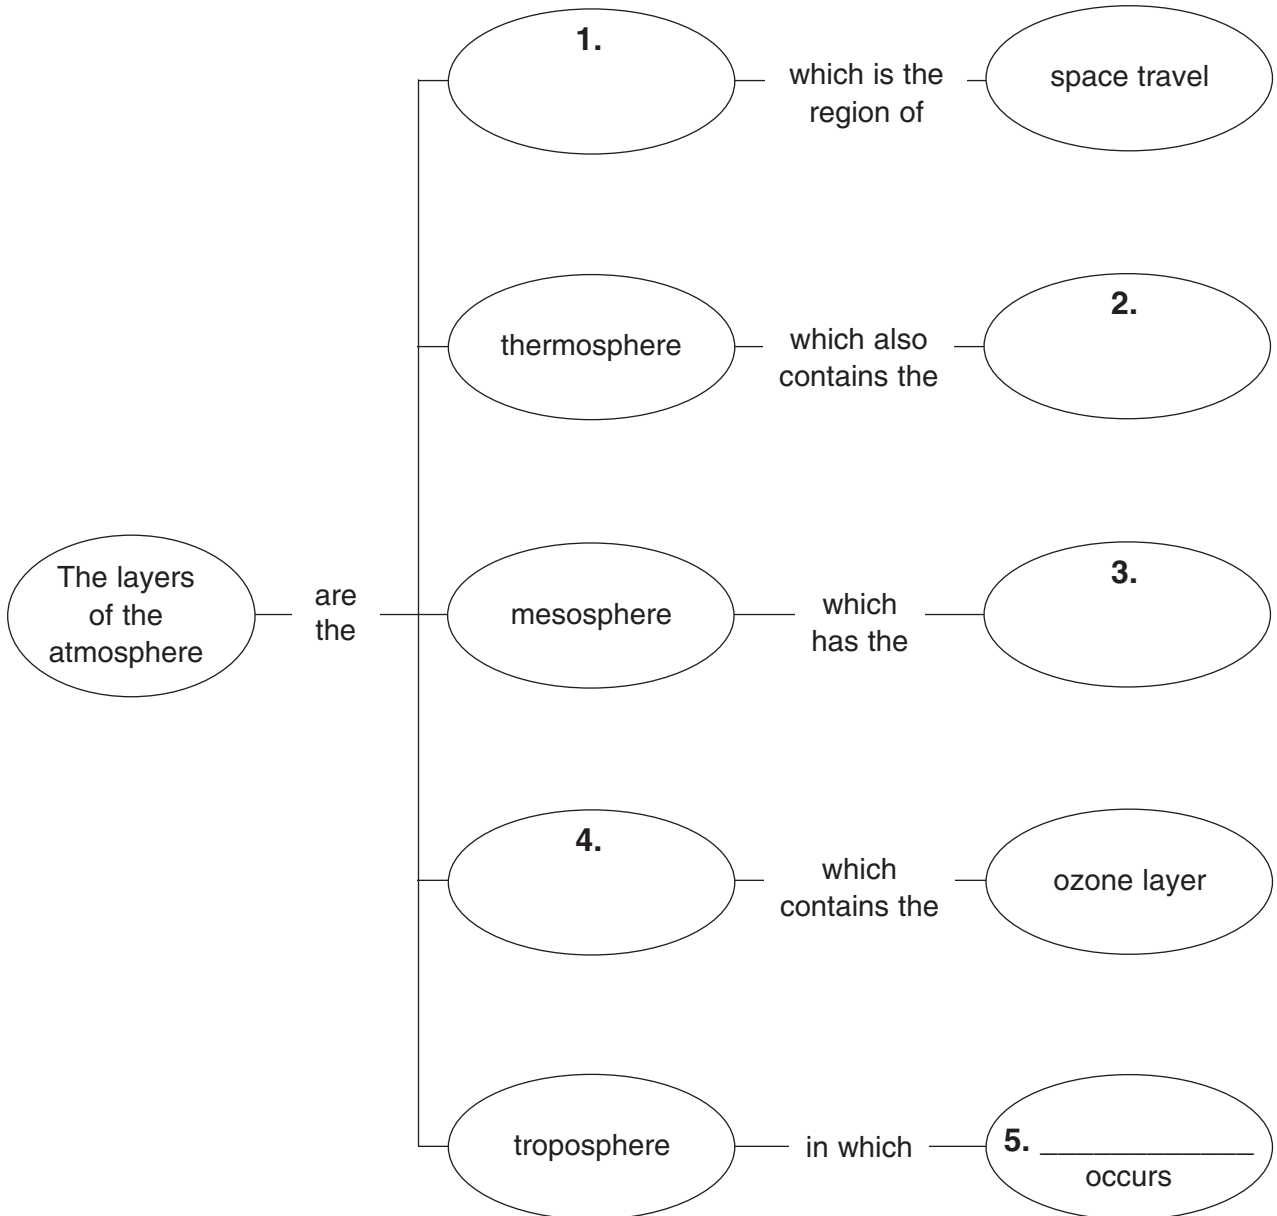 1.
which is the
region of
space travel
thermosphere
which also
contains the
2.
The layers
of the
atmosphere
are
the
mesosphere
which
has the
3.
4.
which
contains the
ozone layer
troposphere
in which
5. _____________
occurs